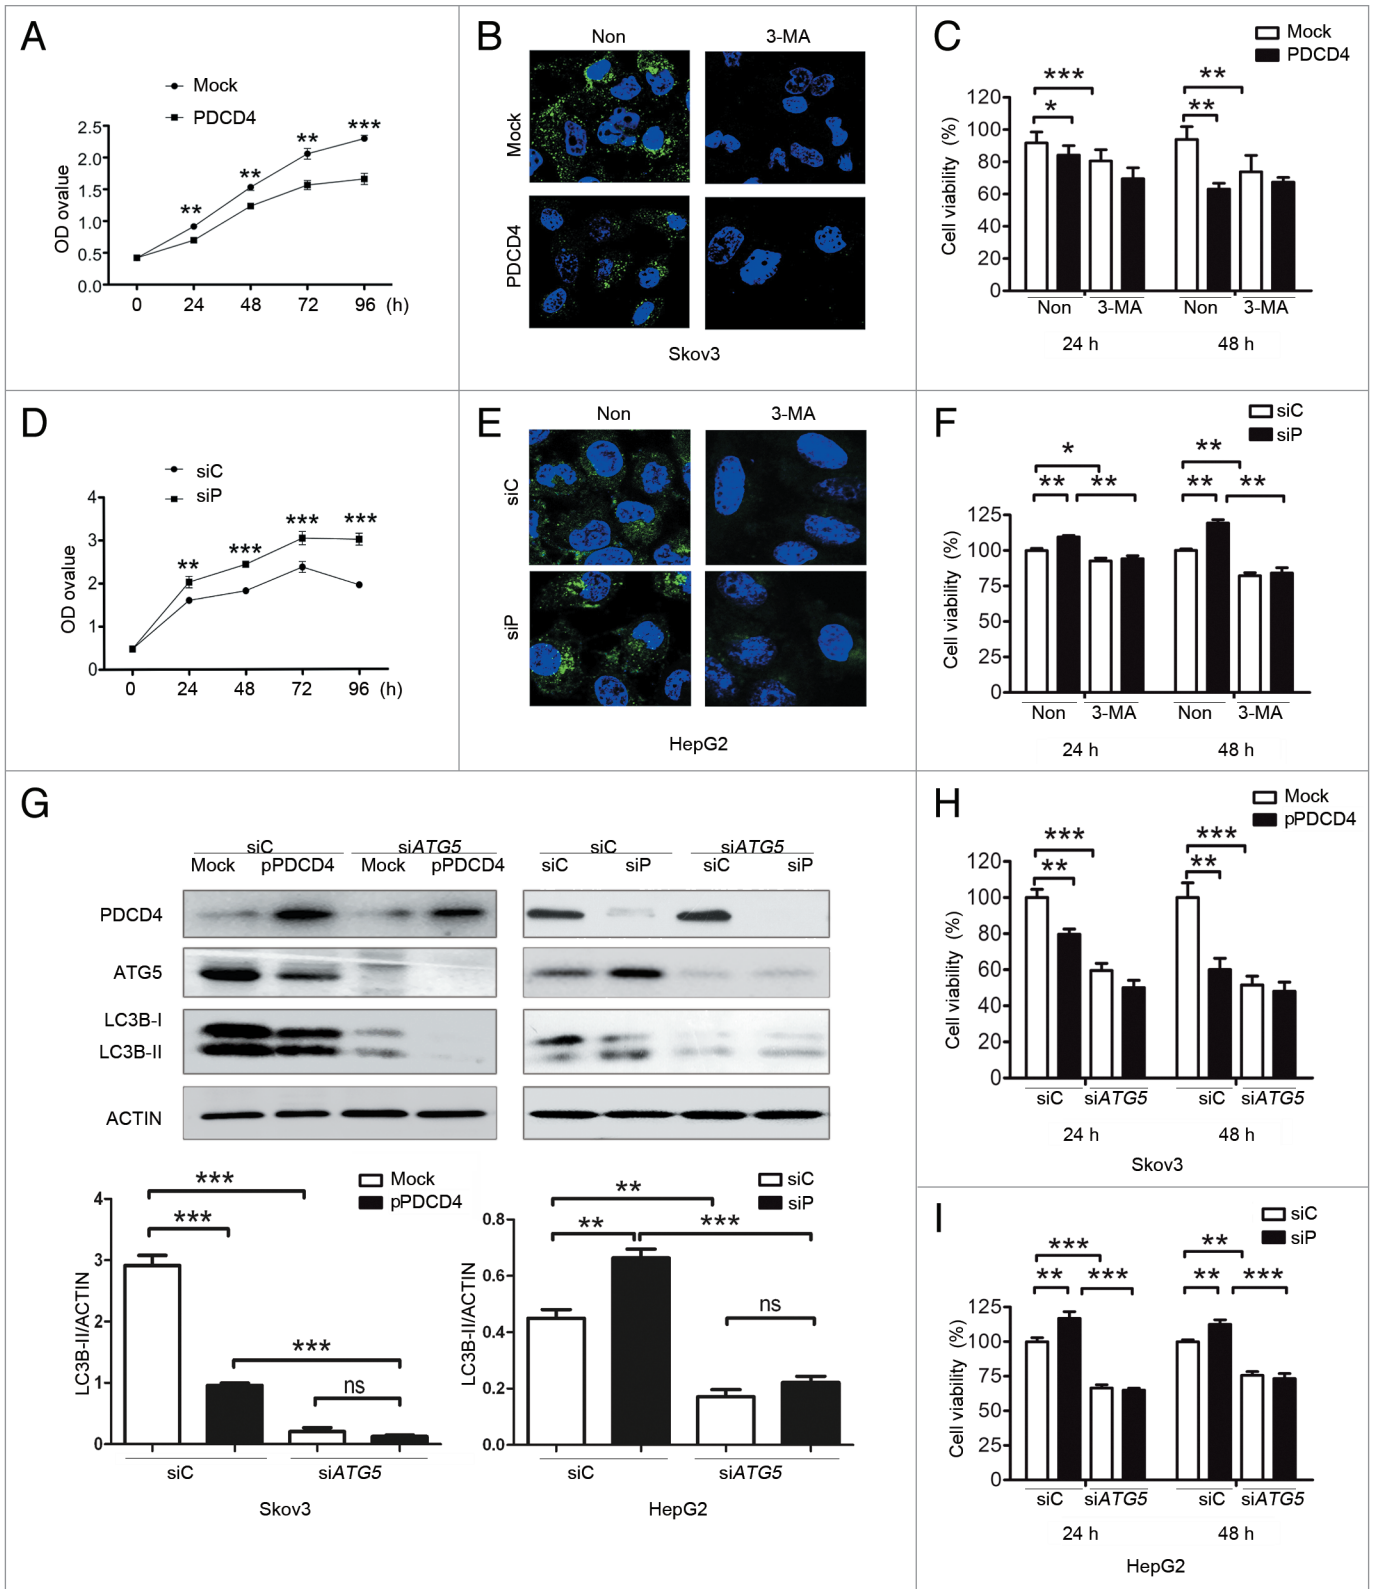 A
Mock
PDCD4
OD ovalue
2.5
2.0
1.5
1.0
0.5
0.0
** ** ** ***
0 24 48 72 96 (h)
B
Non 3-MA
Mock
PDCD4
Skov3
C
Mock
PDCD4
Cell viability (%)
120
100
80
60
40
20
0
*** **
* **
Non 3-MA Non 3-MA
24 h 48 h
D
siC
siP
OD ovalue
4
3
2
1
0
** *** *** ***
0 24 48 72 96 (h)
E
Non 3-MA
siC
siP
HepG2
F
siC
siP
Cell viability (%)
125
100
75
50
25
0
* **
** ** ** **
Non 3-MA Non 3-MA
24 h 48 h
G
siC siATG5
Mock pPDCD4 Mock pPDCD4
siC siATG5
siC siP siC siP
PDCD4
ATG5
LC3B-I
LC3B-II
ACTIN
Mock
pPDCD4
LC3B-II/ACTIN
4
3
2
1
0
***
***
***
ns
siC siATG5
Skov3
siC
siP
LC3B-II/ACTIN
0.8
0.6
0.4
0.2
0.0
**
** ***
ns
siC siATG5
HepG2
H
Mock
pPDCD4
Cell viability (%)
120
100
80
60
40
20
0
*** ***
** **
siC siATG5 siC siATG5
24 h 48 h
Skov3
I
siC
siP
Cell viability (%)
125
100
75
50
25
0
*** **
** *** ** ***
siC siATG5 siC siATG5
24 h 48 h
HepG2